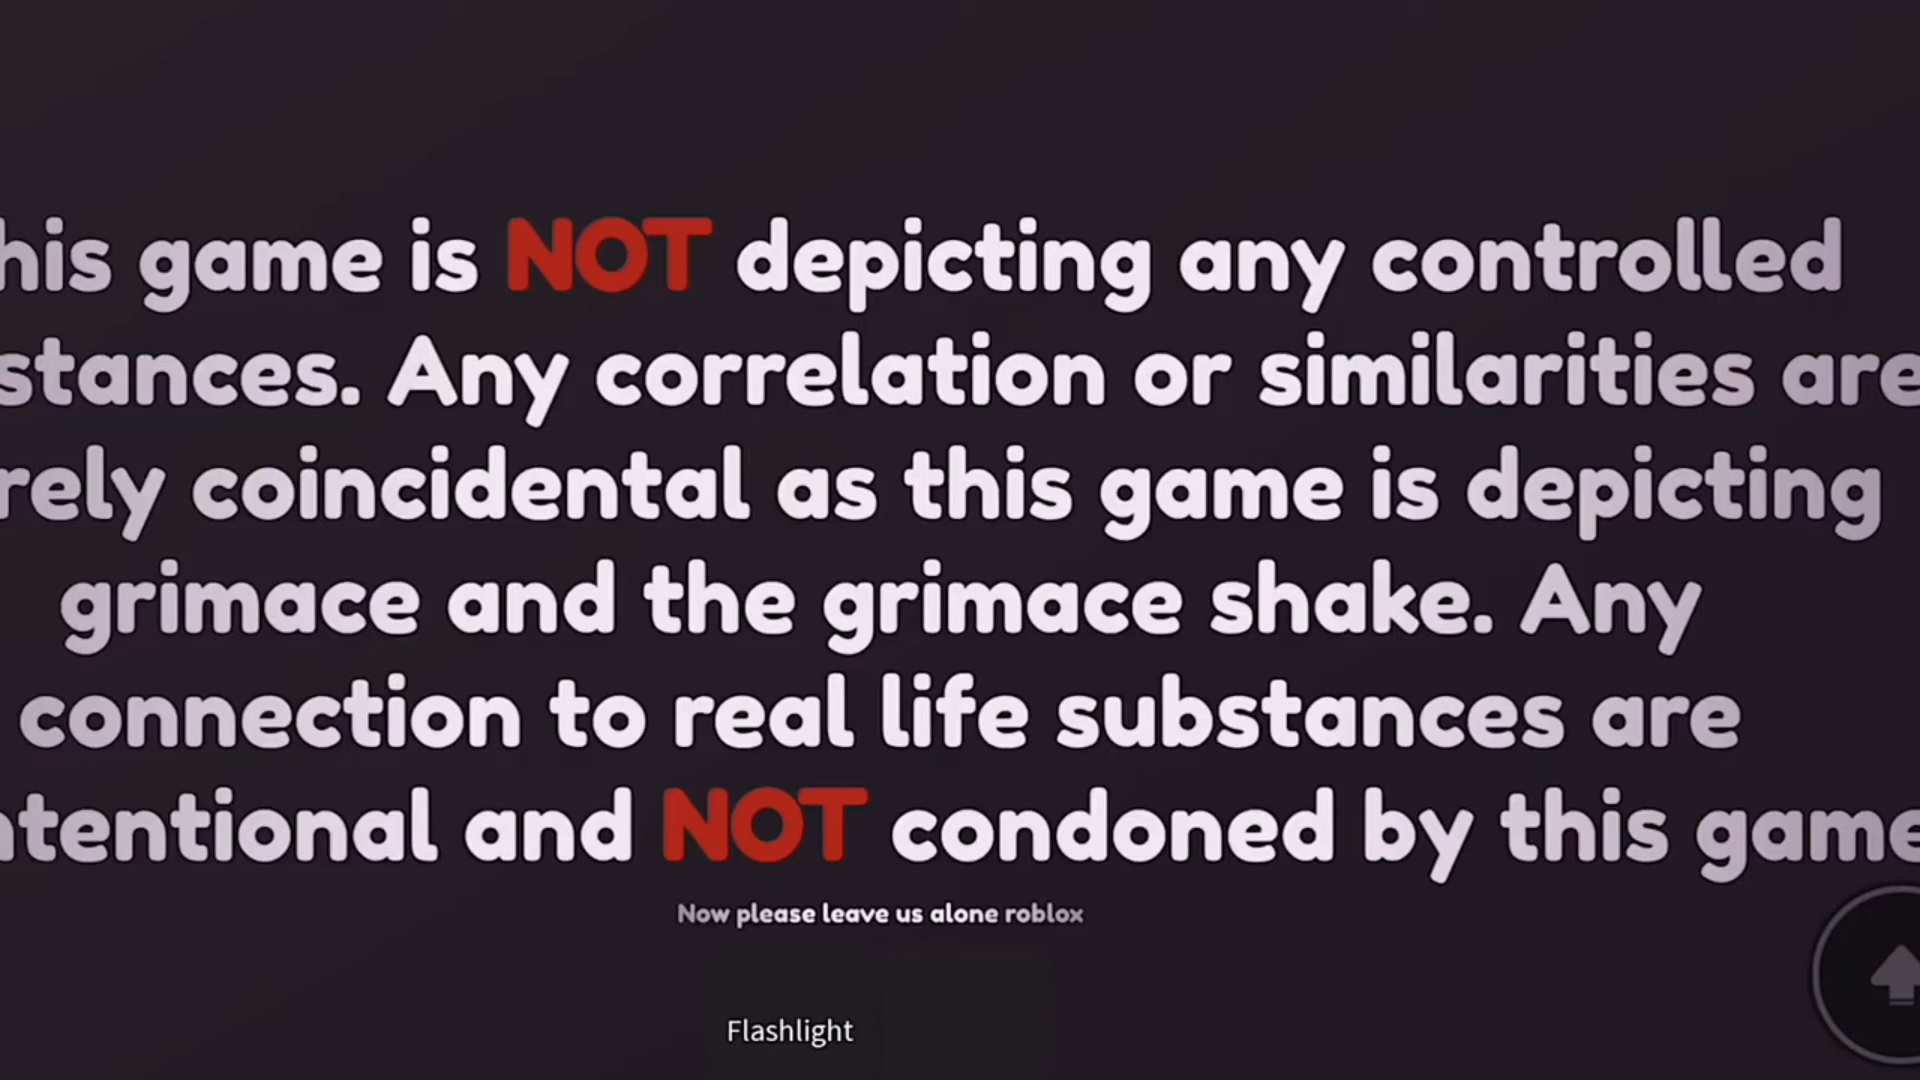 his game is NOT depicting any controlled
stances. Any correlation or similarities are
rely coincidental as this game is depicting
grimace and the grimace shake. Any
connection to real life substances are
ntentional and NOT condoned by this game
Now please leave us alone roblox
Flashlight